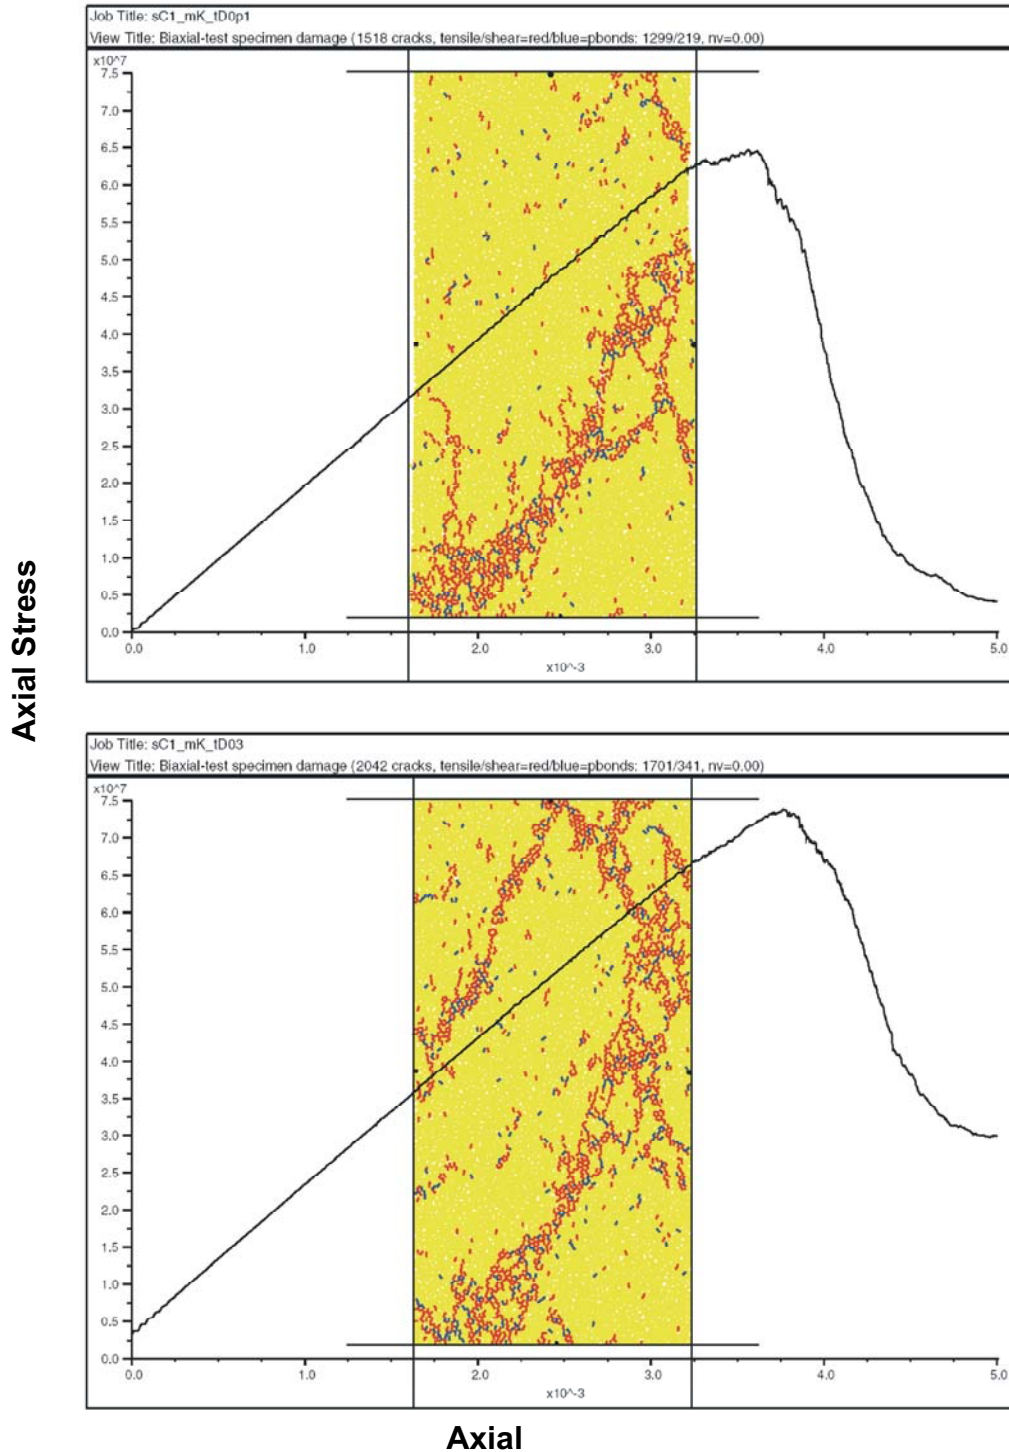 Job Title: sC1_mK_tD0p1
View Title: Biaxial-test specimen damage (1518 cracks, tensile/shear=red/blue=pbonds: 1299/219, nv=0.00)
x10^7
7.5
7.0
6.5
6.0
5.5
5.0
4.5
4.0
3.5
3.0
2.5
2.0
1.5
1.0
0.5
0.0
0.0 1.0 2.0 3.0 4.0 5.0
x10^-3
Axial Stress
Job Title: sC1_mK_tD03
View Title: Biaxial-test specimen damage (2042 cracks, tensile/shear=red/blue=pbonds: 1701/341, nv=0.00)
x10^7
7.5
7.0
6.5
6.0
5.5
5.0
4.5
4.0
3.5
3.0
2.5
2.0
1.5
1.0
0.5
0.0
0.0 1.0 2.0 3.0 4.0 5.0
x10^-3
Axial